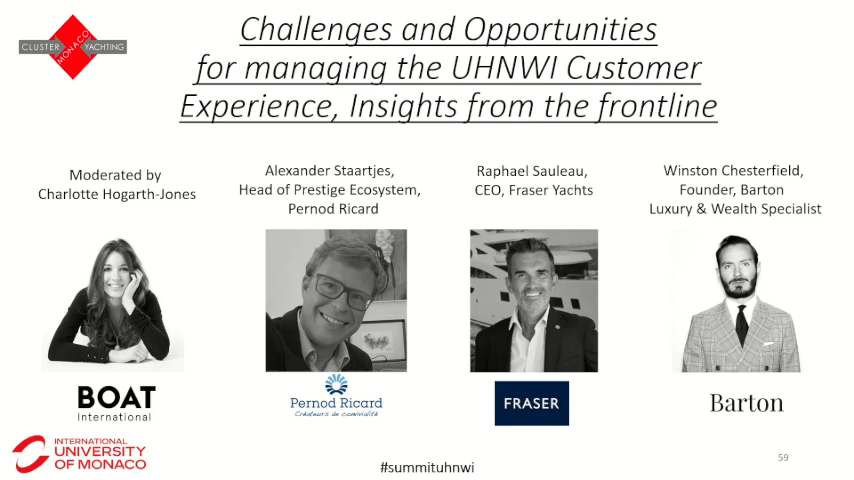 CLUSTER
MONACO
YACHTING
Challenges and Opportunities
for managing the UHNWI Customer
Experience, Insights from the frontline
Moderated by
Charlotte Hogarth-Jones
Alexander Staartjes,
Head of Prestige Ecosystem,
Pernod Ricard
Raphael Sauleau,
CEO, Fraser Yachts
Winston Chesterfield,
Founder, Barton
Luxury & Wealth Specialist
BOAT
International
Pernod Ricard
Créateurs de convivialité
FRASER
Barton
INTERNATIONAL
UNIVERSITY
OF MONACO
#summituhnwi
59